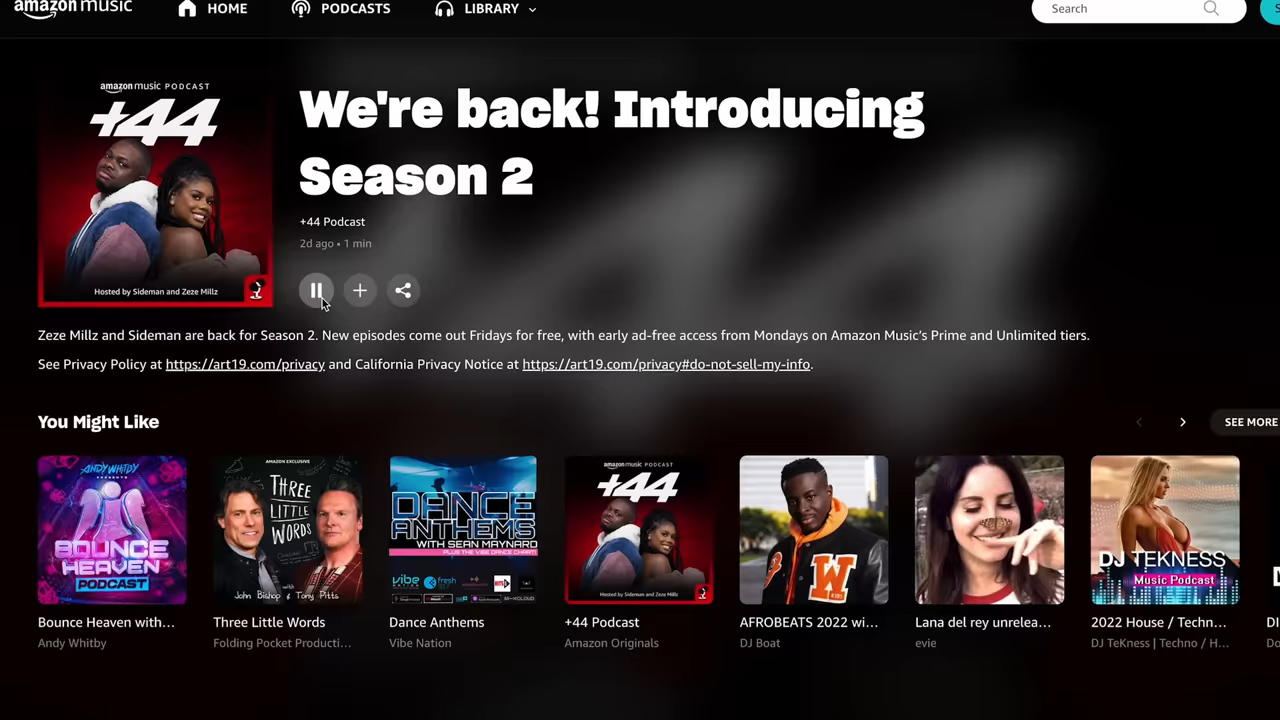 amazon music
HOME
PODCASTS
LIBRARY
Search
amazon music PODCAST
+44
Hosted by Sideman and Zeze Millz
We're back! Introducing
Season 2
+44 Podcast
2d ago • 1 min
Zeze Millz and Sideman are back for Season 2. New episodes come out Fridays for free, with early ad-free access from Mondays on Amazon Music's Prime and Unlimited tiers.
See Privacy Policy at https://art19.com/privacy and California Privacy Notice at https://art19.com/privacy#do-not-sell-my-info.
You Might Like
SEE MORE
ANDY WHITBY
PRESENTS
BOUNCE
HEAVEN
PODCAST
AMAZON EXCLUSIVE
THREE
LITTLE
WORDS
with
John Bishop & Tony Pitts
DANCE
ANTHEMS
WITH SEAN MAYNARD
PLUS THE VIBE DANCE CHART!
vibe
fresh
amazon music PODCAST
+44
Hosted by Sideman and Zeze Millz
W
DJ TEKNESS
Music Podcast
Bounce Heaven with...
Three Little Words
Dance Anthems
+44 Podcast
AFROBEATS 2022 wi...
Lana del rey unrelea...
2022 House / Techn...
Andy Whitby
Folding Pocket Producti...
Vibe Nation
Amazon Originals
DJ Boat
evie
DJ TeKness | Techno / H...